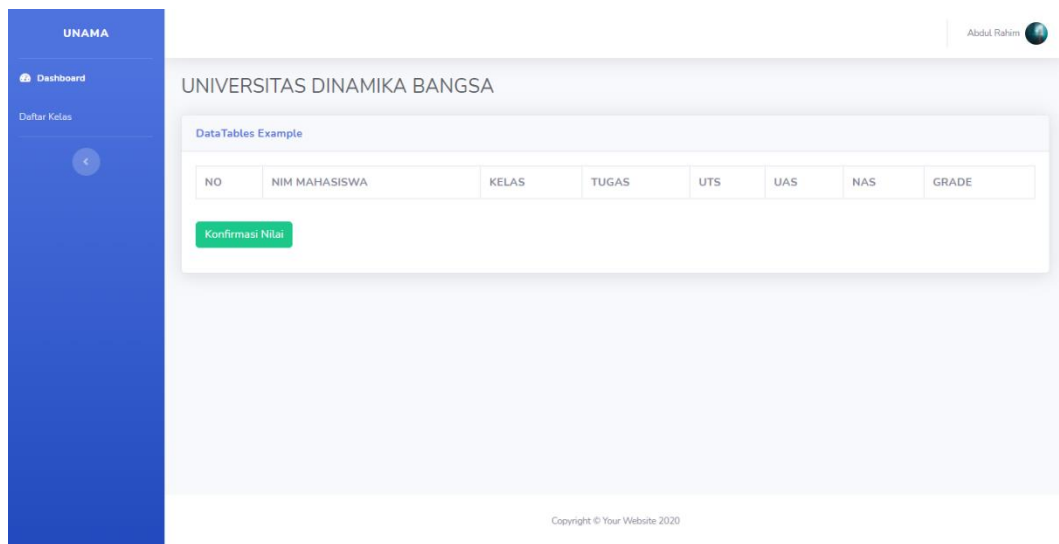 UNAMA
Abdul Rahim
Dashboard
Daftar Kelas
UNIVERSITAS DINAMIKA BANGSA
DataTables Example
NO NIM MAHASISWA KELAS TUGAS UTS UAS NAS GRADE
Konfirmasi Nilai
Copyright © Your Website 2020